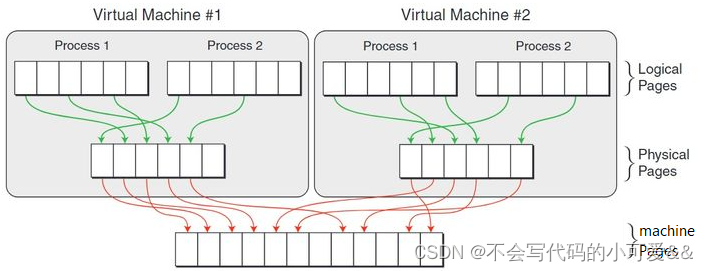 Virtual Machine #1
Virtual Machine #2
Process 1
Process 2
Process 1
Process 2
Logical
Pages
Physical
Pages
machine
Pages
CSDN @不会写代码的小可爱&&